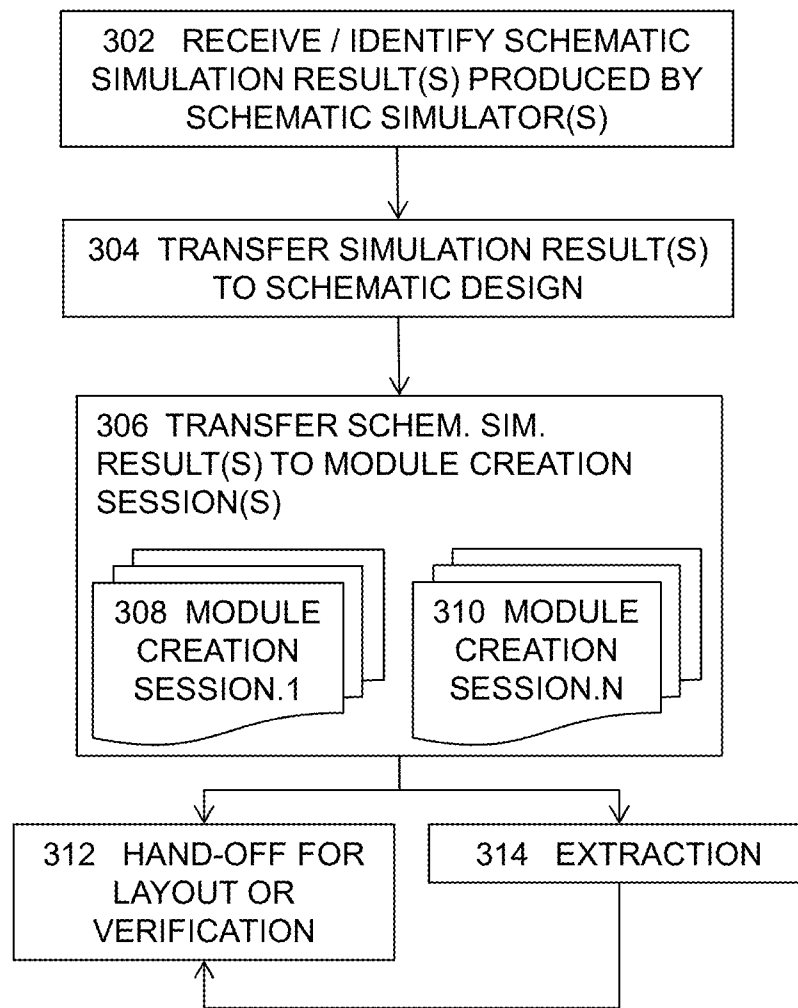 302 RECEIVE / IDENTIFY SCHEMATIC
SIMULATION RESULT(S) PRODUCED BY
SCHEMATIC SIMULATOR(S)
304 TRANSFER SIMULATION RESULT(S)
TO SCHEMATIC DESIGN
306 TRANSFER SCHEM. SIM.
RESULT(S) TO MODULE CREATION
SESSION(S)
308 MODULE
CREATION
SESSION.1
310 MODULE
CREATION
SESSION.N
312 HAND-OFF FOR
LAYOUT OR
VERIFICATION
314 EXTRACTION